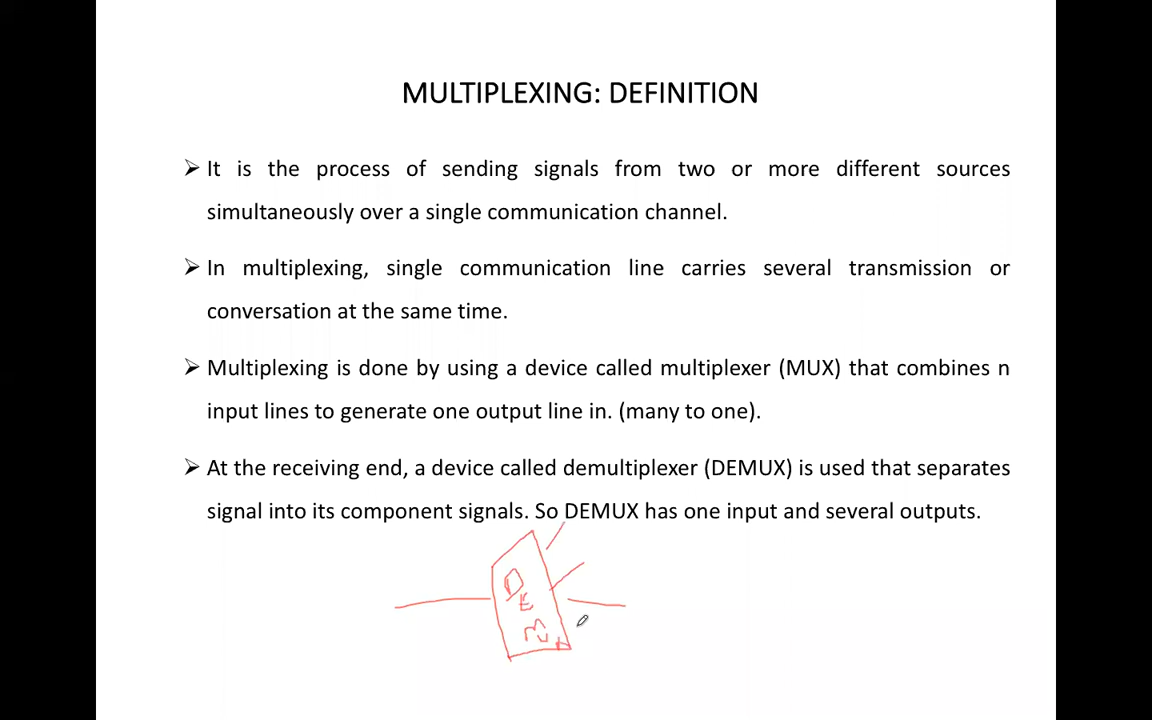 MULTIPLEXING: DEFINITION
➢ It is the process of sending signals from two or more different sources
simultaneously over a single communication channel.
➢ In multiplexing, single communication line carries several transmission or
conversation at the same time.
➢ Multiplexing is done by using a device called multiplexer (MUX) that combines n
input lines to generate one output line in. (many to one).
➢ At the receiving end, a device called demultiplexer (DEMUX) is used that separates
signal into its component signals. So DEMUX has one input and several outputs.
D
E
M
U
X